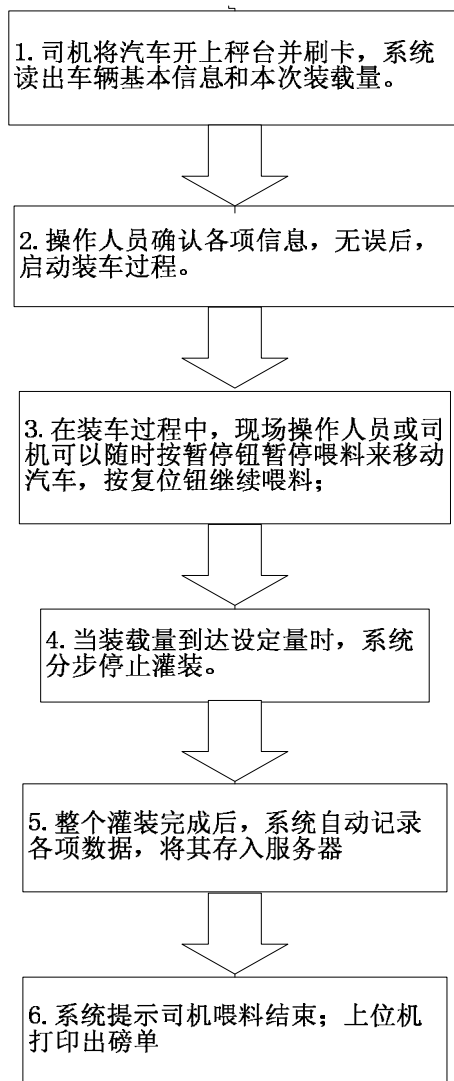 1.司机将汽车开上秤台并刷卡，系统
读出车辆基本信息和本次装载量。
2.操作人员确认各项信息，无误后，
启动装车过程。
3.在装车过程中，现场操作人员或司
机可以随时按暂停钮暂停喂料来移动
汽车，按复位钮继续喂料；
4.当装载量到达设定量时，系统
分步停止灌装。
5.整个灌装完成后，系统自动记录
各项数据，将其存入服务器
6.系统提示司机喂料结束；上位机
打印出磅单